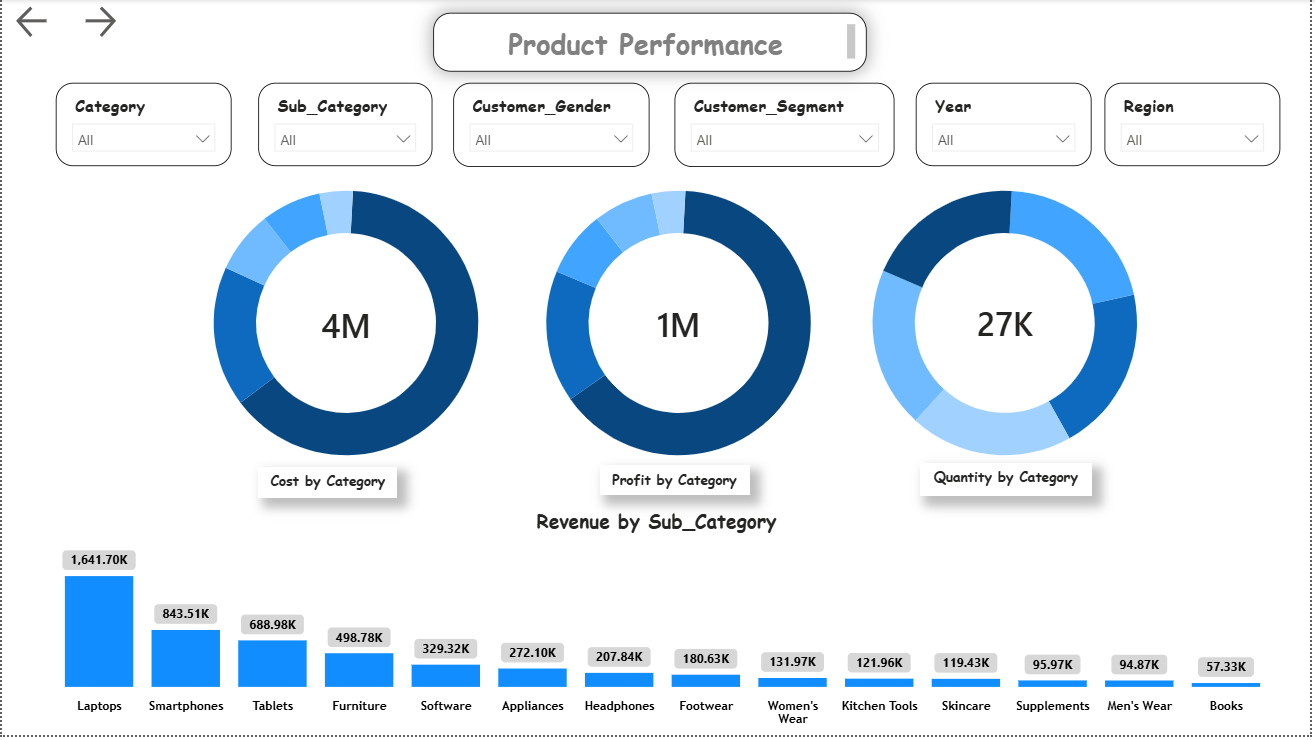 Product Performance
Category
All
Sub_Category
All
Customer_Gender
All
Customer_Segment
All
Year
All
Region
All
4M
1M
27K
Cost by Category
Profit by Category
Quantity by Category
Revenue by Sub_Category
1,641.70K
843.51K
688.98K
498.78K
329.32K
272.10K
207.84K
180.63K
131.97K
121.96K
119.43K
95.97K
94.87K
57.33K
Laptops
Smartphones
Tablets
Furniture
Software
Appliances
Headphones
Footwear
Women's
Wear
Kitchen Tools
Skincare
Supplements
Men's Wear
Books